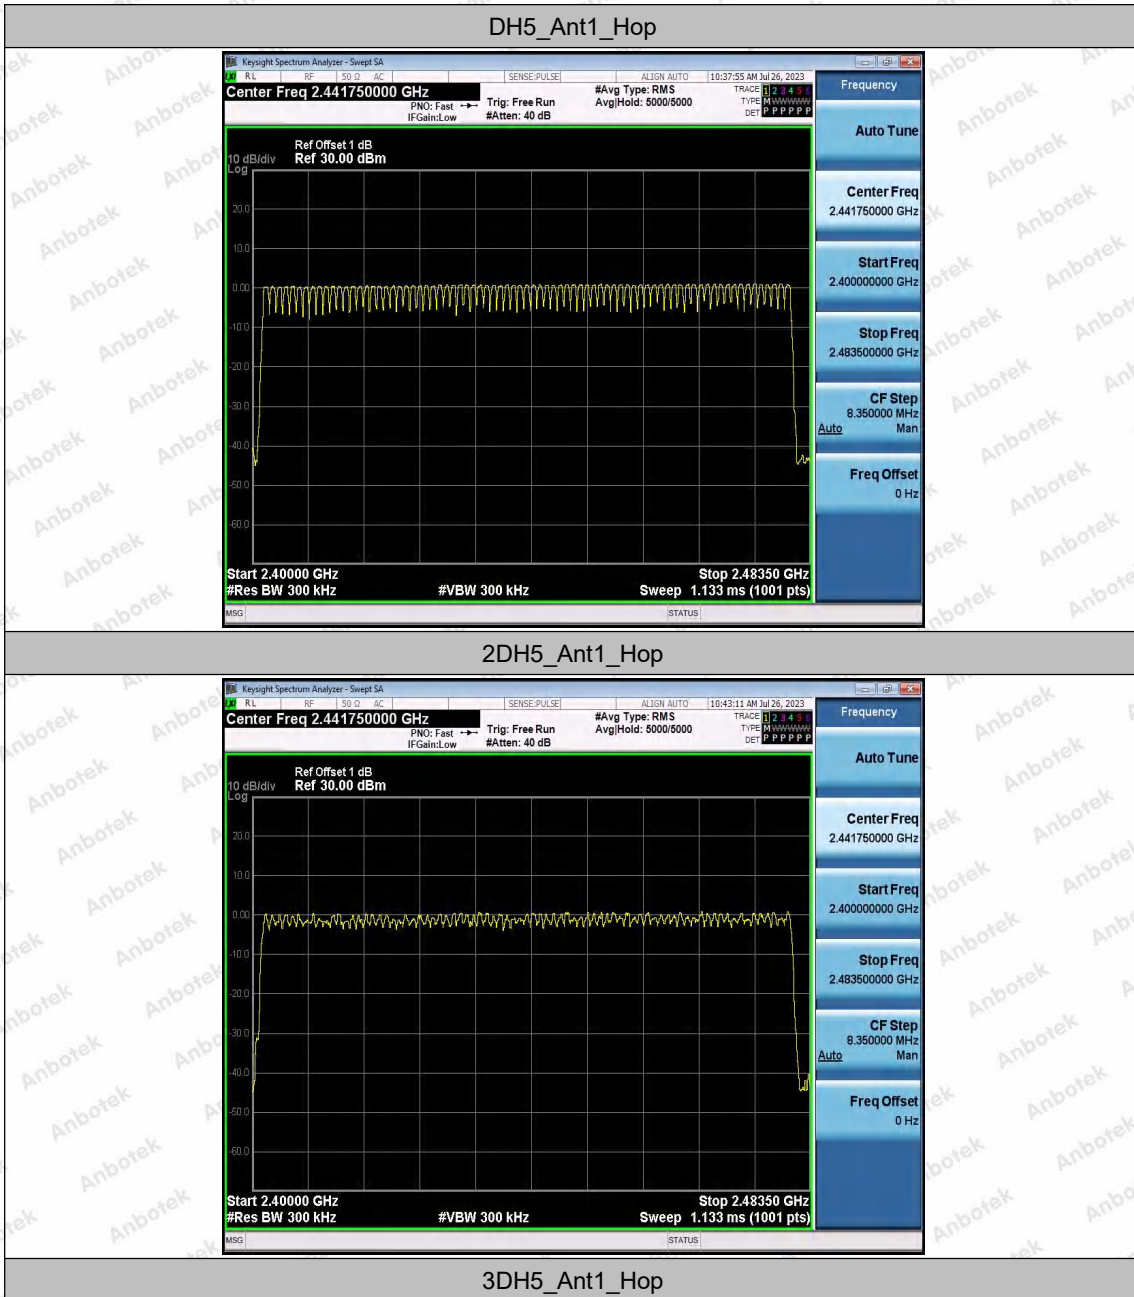 DH5_Ant1_Hop
Keysight Spectrum Analyzer - Swept SA
RL RF 50 Ω AC SENSE:PULSE ALIGN AUTO 10:37:55 AM Jul 26, 2023
Center Freq 2.441750000 GHz
PNO: Fast
IFGain:Low
Trig: Free Run
#Atten: 40 dB
#Avg Type: RMS
Avg|Hold: 5000/5000
TRACE 1 2 3 4 5 6
TYPE M WWWWW
DET P P P P P P
Frequency
Auto Tune
Center Freq
2.441750000 GHz
Start Freq
2.400000000 GHz
Stop Freq
2.483500000 GHz
CF Step
8.350000 MHz
Auto Man
Freq Offset
0 Hz
Ref Offset 1 dB
10 dB/div Ref 30.00 dBm
Log
20.0
10.0
0.00
-10.0
-20.0
-30.0
-40.0
-50.0
-60.0
Start 2.40000 GHz Stop 2.48350 GHz
#Res BW 300 kHz #VBW 300 kHz Sweep 1.133 ms (1001 pts)
MSG STATUS
2DH5_Ant1_Hop
Keysight Spectrum Analyzer - Swept SA
RL RF 50 Ω AC SENSE:PULSE ALIGN AUTO 10:43:11 AM Jul 26, 2023
Center Freq 2.441750000 GHz
PNO: Fast
IFGain:Low
Trig: Free Run
#Atten: 40 dB
#Avg Type: RMS
Avg|Hold: 5000/5000
TRACE 1 2 3 4 5 6
TYPE M WWWWW
DET P P P P P P
Frequency
Auto Tune
Center Freq
2.441750000 GHz
Start Freq
2.400000000 GHz
Stop Freq
2.483500000 GHz
CF Step
8.350000 MHz
Auto Man
Freq Offset
0 Hz
Ref Offset 1 dB
10 dB/div Ref 30.00 dBm
Log
20.0
10.0
0.00
-10.0
-20.0
-30.0
-40.0
-50.0
-60.0
Start 2.40000 GHz Stop 2.48350 GHz
#Res BW 300 kHz #VBW 300 kHz Sweep 1.133 ms (1001 pts)
MSG STATUS
3DH5_Ant1_Hop
Anbotek